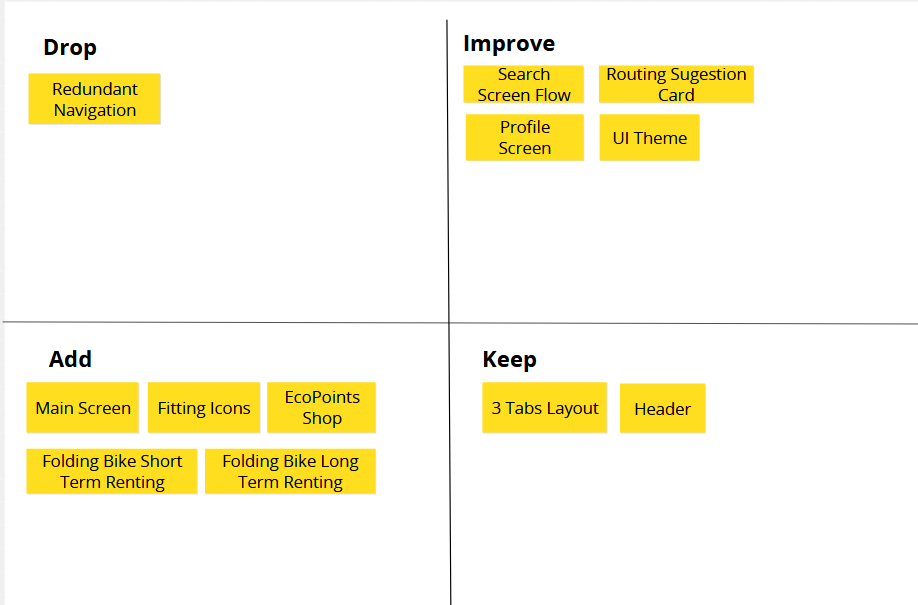 Drop
Redundant
Navigation
Improve
Search
Screen Flow
Routing Sugestion
Card
Profile
Screen
UI Theme
Add
Main Screen
Fitting Icons
EcoPoints
Shop
Folding Bike Short
Term Renting
Folding Bike Long
Term Renting
Keep
3 Tabs Layout
Header